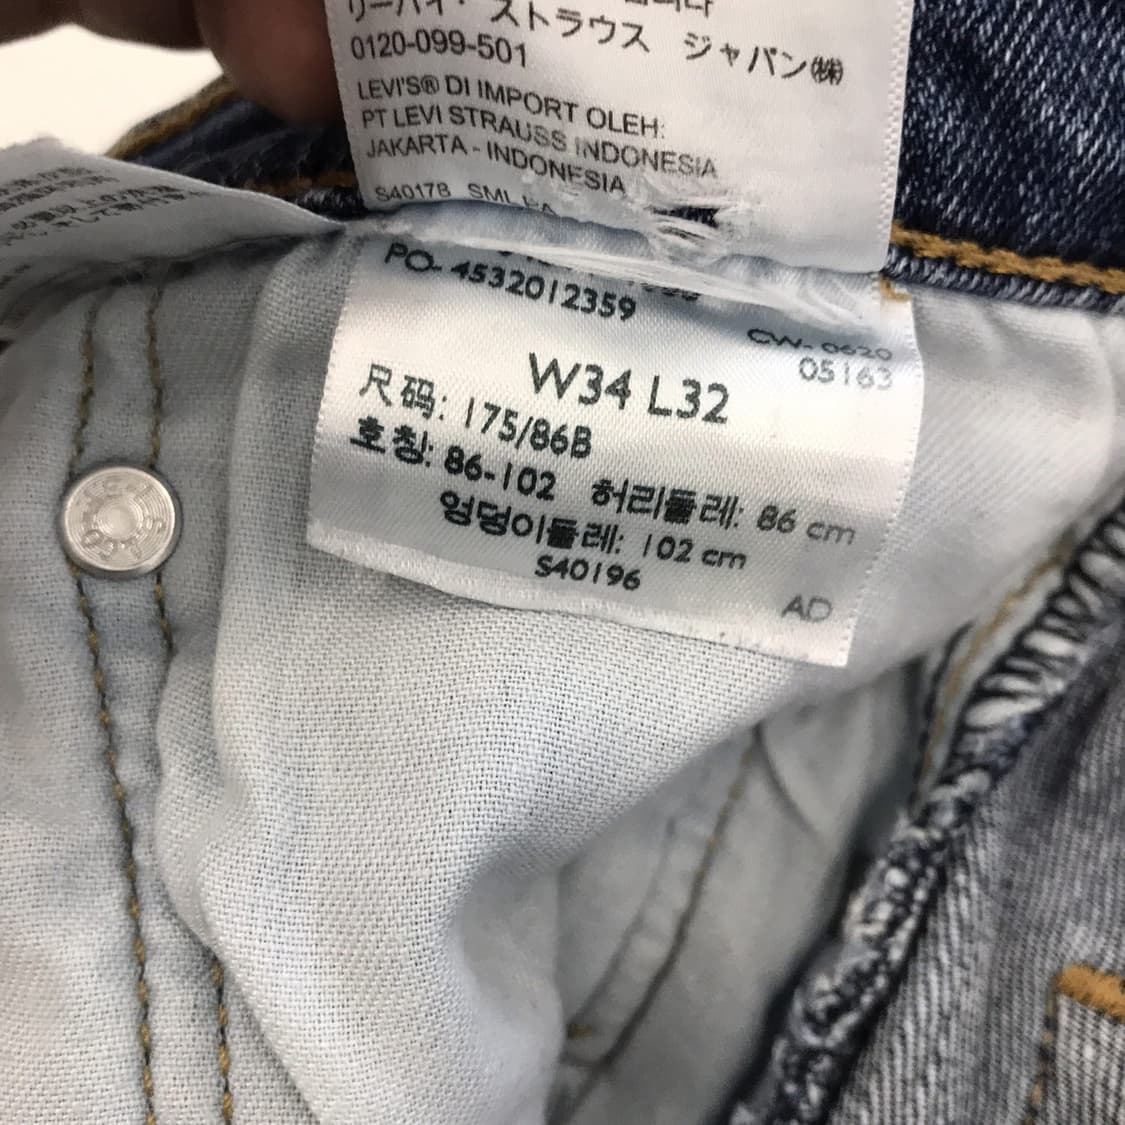 リーバイ・ストラウス ジャパン㈱
0120-099-501
LEVI'S® DI IMPORT OLEH:
PT LEVI STRAUSS INDONESIA
JAKARTA - INDONESIA
S4017B SML
PO- 4532012359
CW- 0620
05163
W34 L32
尺码: 175/86B
호칭: 86-102 허리둘레: 86 cm
엉덩이둘레: 102 cm
S40196
AD